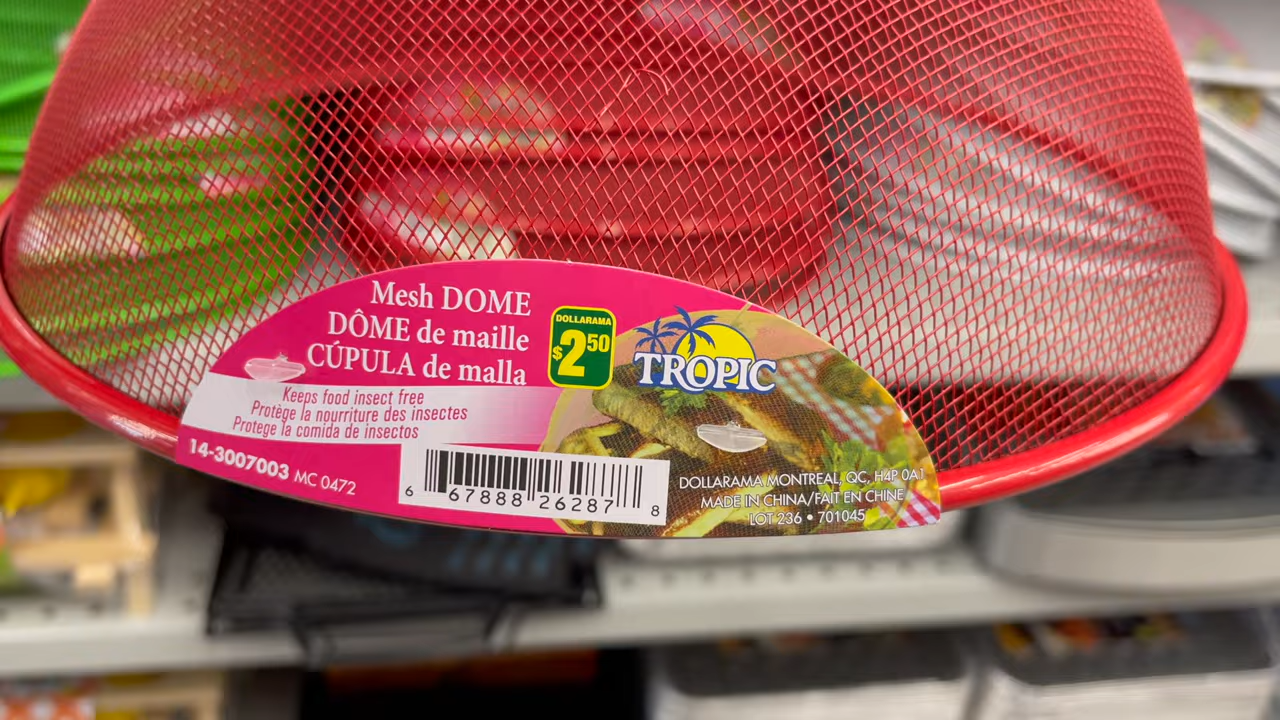 Mesh DOME
DÔME de maille
CÚPULA de malla
DOLLARAMA
$2.50
TROPIC
Keeps food insect free
Protège la nourriture des insectes
Protege la comida de insectos
14-3007003 MC 0472
6 67888 26287 8
DOLLARAMA MONTREAL, QC, H4P 0A1
MADE IN CHINA/FAIT EN CHINE
LOT 236 • 701045